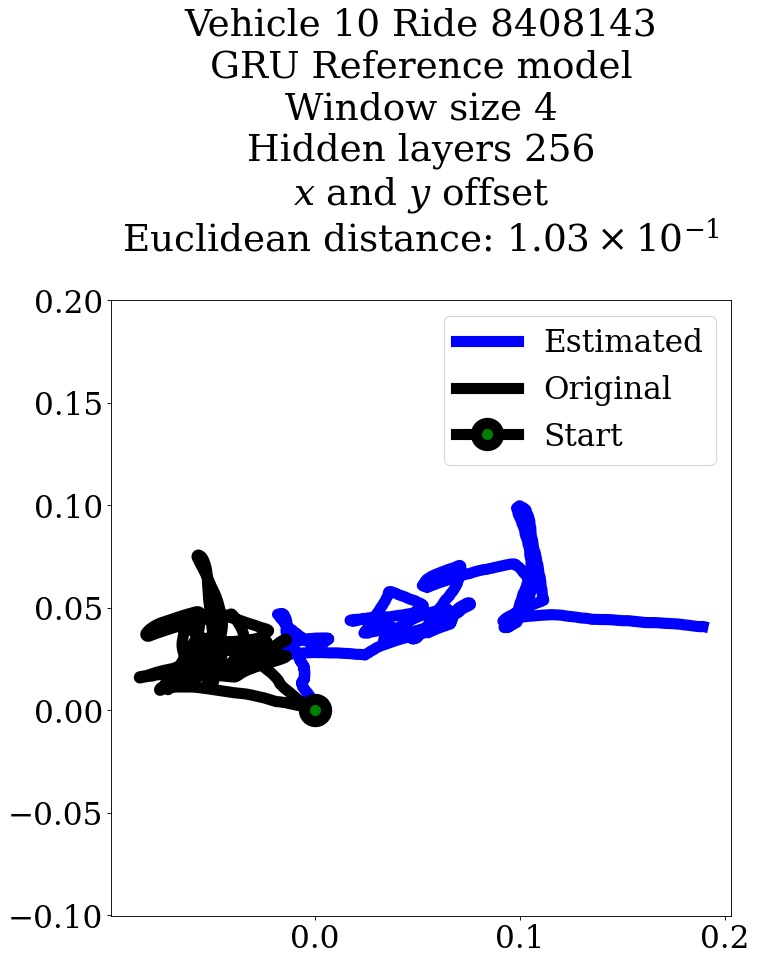 Vehicle 10 Ride 8408143
GRU Reference model
Window size 4
Hidden layers 256
x and y offset
Euclidean distance: 1.03 × 10⁻¹
0.20
0.15
0.10
0.05
0.00
−0.05
−0.10
Estimated
Original
Start
0.0 0.1 0.2